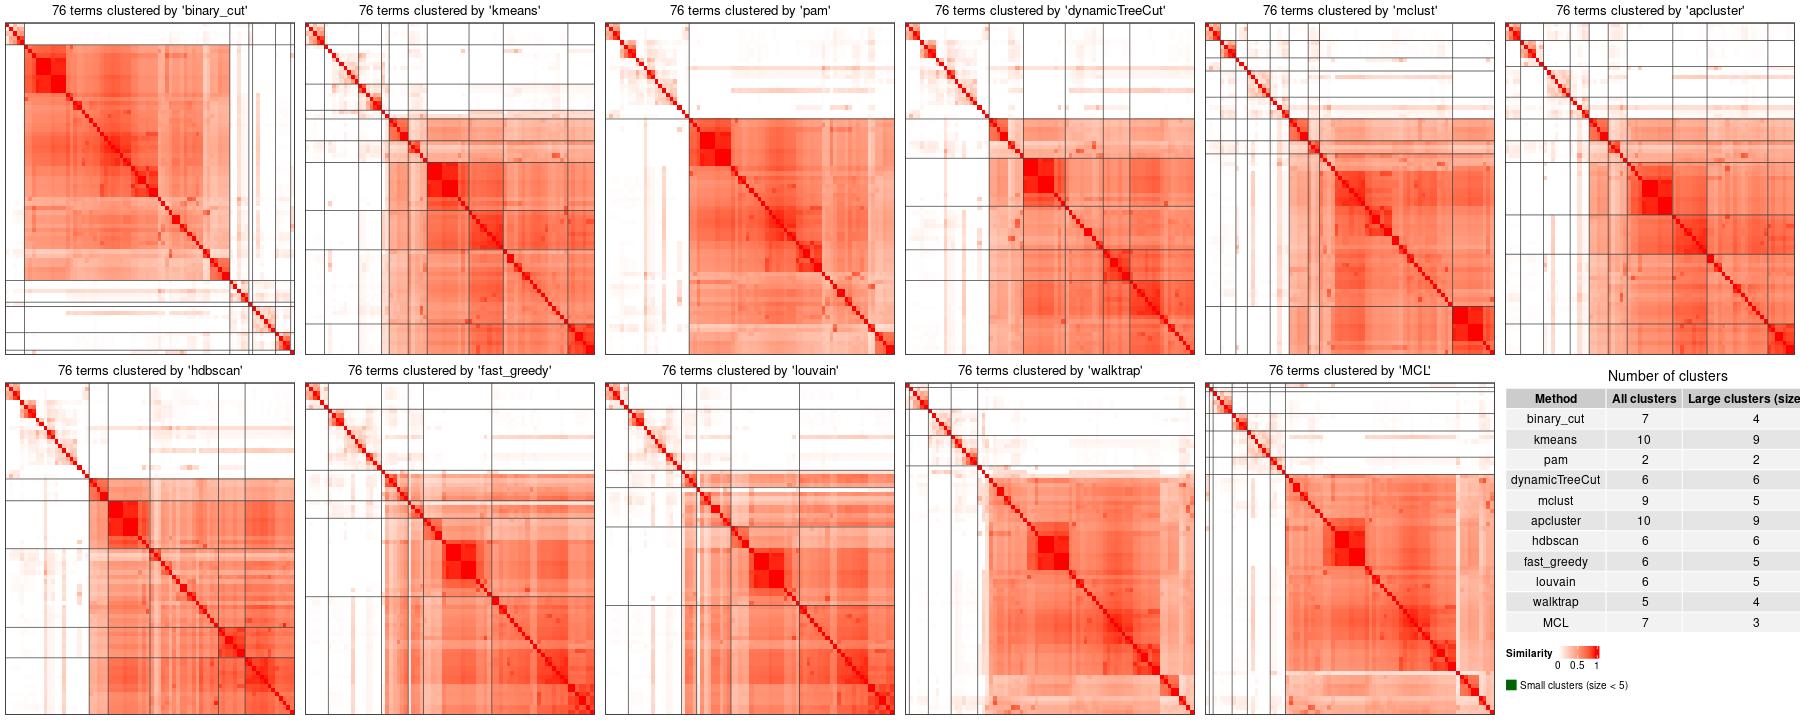 76 terms clustered by 'binary_cut'
76 terms clustered by 'kmeans'
76 terms clustered by 'pam'
76 terms clustered by 'dynamicTreeCut'
76 terms clustered by 'mclust'
76 terms clustered by 'apcluster'
76 terms clustered by 'hdbscan'
76 terms clustered by 'fast_greedy'
76 terms clustered by 'louvain'
76 terms clustered by 'walktrap'
76 terms clustered by 'MCL'
Number of clusters
Method All clusters Large clusters (size
binary_cut 7 4
kmeans 10 9
pam 2 2
dynamicTreeCut 6 6
mclust 9 5
apcluster 10 9
hdbscan 6 6
fast_greedy 6 5
louvain 6 5
walktrap 5 4
MCL 7 3
Similarity
0 0.5 1
Small clusters (size < 5)